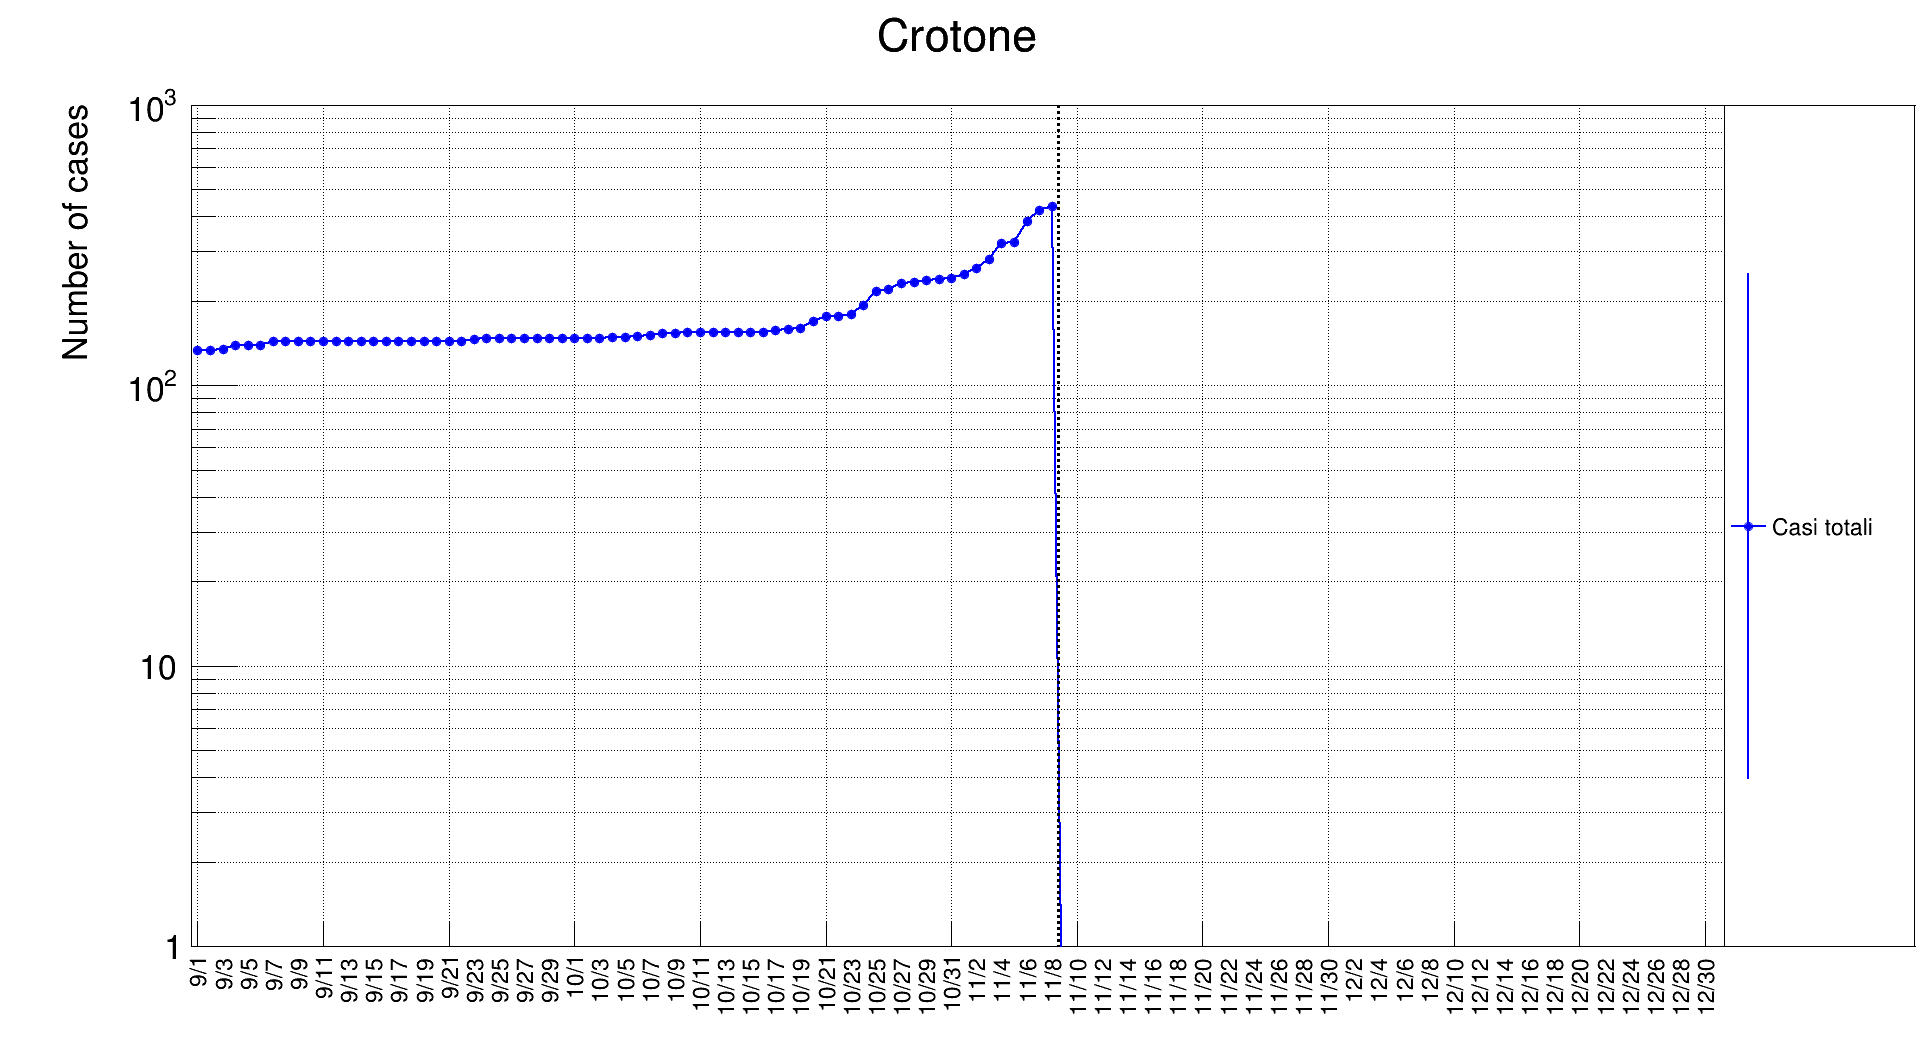 Crotone
Number of cases
10³
10²
10
1
9/1 9/3 9/5 9/7 9/9 9/11 9/13 9/15 9/17 9/19 9/21 9/23 9/25 9/27 9/29 10/1 10/3 10/5 10/7 10/9 10/11 10/13 10/15 10/17 10/19 10/21 10/23 10/25 10/27 10/29 10/31 11/2 11/4 11/6 11/8 11/10 11/12 11/14 11/16 11/18 11/20 11/22 11/24 11/26 11/28 11/30 12/2 12/4 12/6 12/8 12/10 12/12 12/14 12/16 12/18 12/20 12/22 12/24 12/26 12/28 12/30
Casi totali